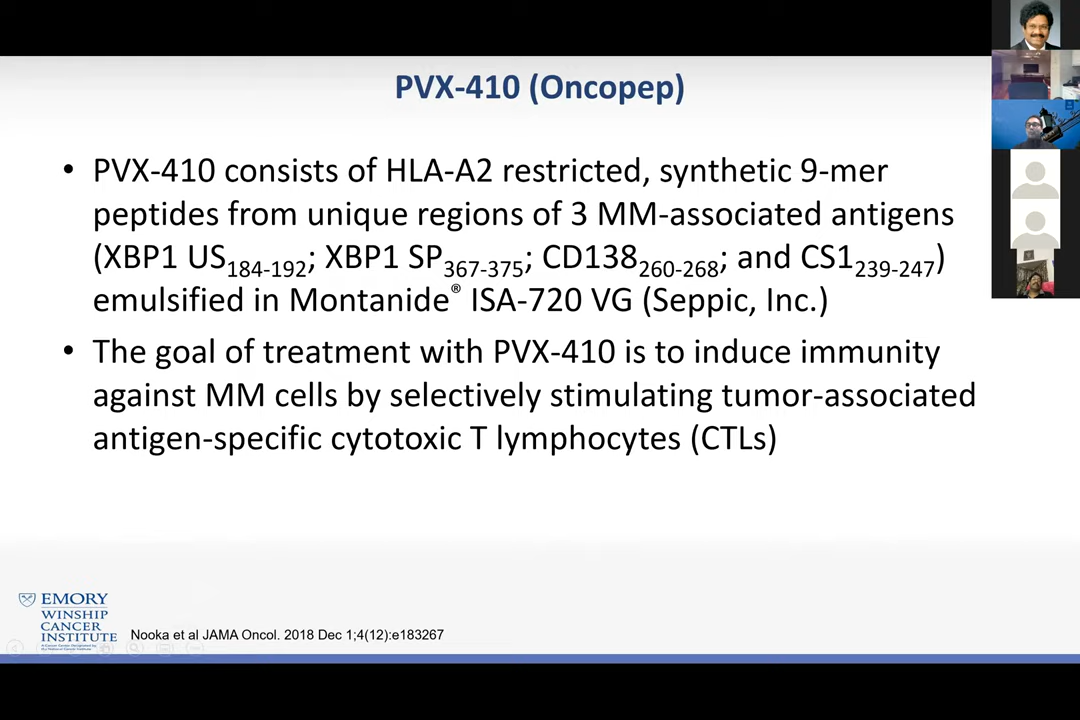 PVX-410 (Oncopep)
• PVX-410 consists of HLA-A2 restricted, synthetic 9-mer
peptides from unique regions of 3 MM-associated antigens
(XBP1 US184-192; XBP1 SP367-375; CD138260-268; and CS1239-247)
emulsified in Montanide® ISA-720 VG (Seppic, Inc.)
• The goal of treatment with PVX-410 is to induce immunity
against MM cells by selectively stimulating tumor-associated
antigen-specific cytotoxic T lymphocytes (CTLs)
EMORY
WINSHIP
CANCER
INSTITUTE
Nooka et al JAMA Oncol. 2018 Dec 1;4(12):e183267